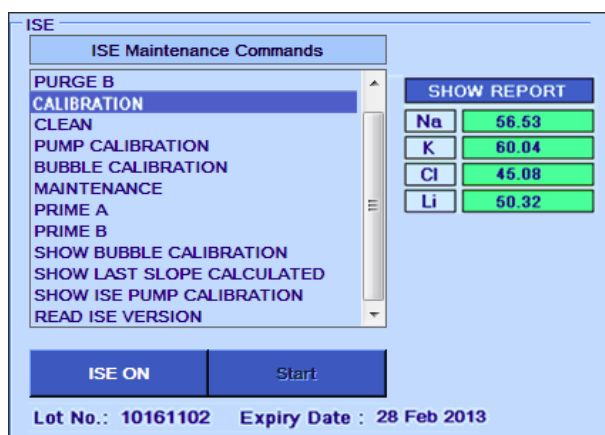 ISE
ISE Maintenance Commands
PURGE B
CALIBRATION
CLEAN
PUMP CALIBRATION
BUBBLE CALIBRATION
MAINTENANCE
PRIME A
PRIME B
SHOW BUBBLE CALIBRATION
SHOW LAST SLOPE CALCULATED
SHOW ISE PUMP CALIBRATION
READ ISE VERSION
SHOW REPORT
Na 56.53
K 60.04
Cl 45.08
Li 50.32
ISE ON Start
Lot No.: 10161102 Expiry Date : 28 Feb 2013